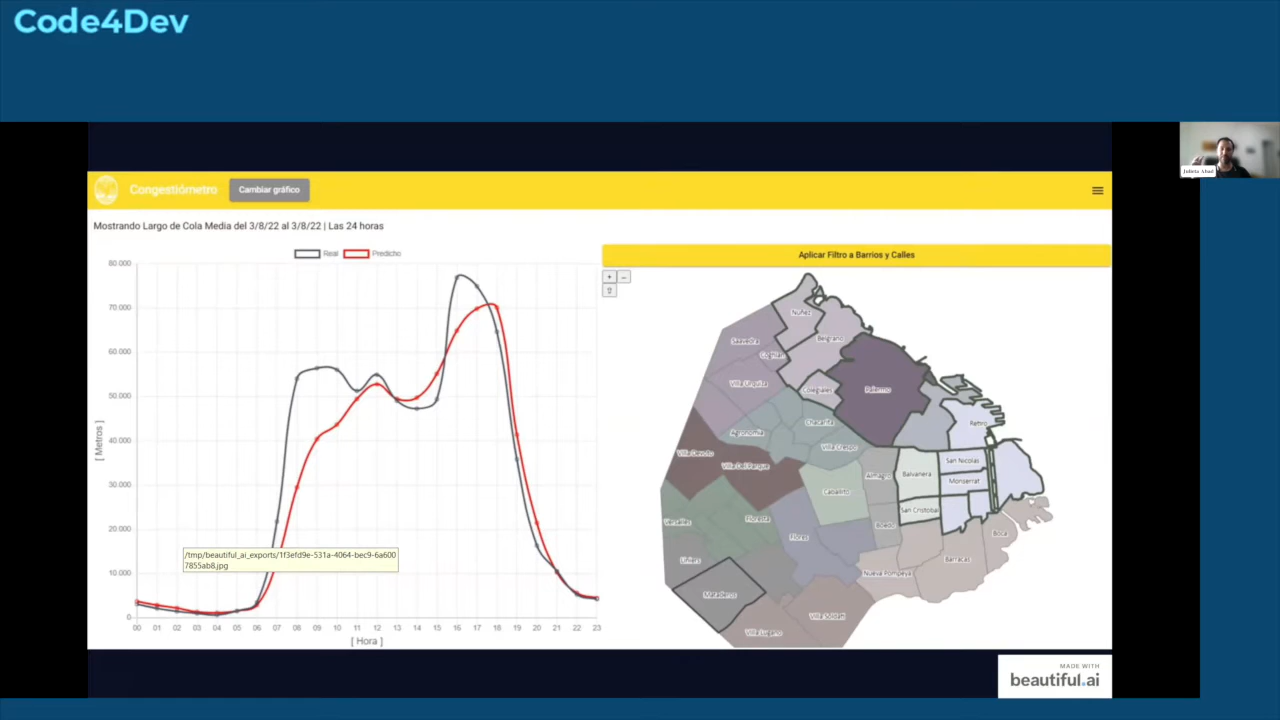 Code4Dev
Julieta Abad
Congestiómetro
Cambiar gráfico
Mostrando Largo de Cola Media del 3/8/22 al 3/8/22 | Las 24 horas
Real
Predicho
80.000
70.000
60.000
50.000
40.000
30.000
20.000
10.000
0
[ Metros ]
00 01 02 03 04 05 06 07 08 09 10 11 12 13 14 15 16 17 18 19 20 21 22 23
[ Hora ]
/tmp/beautiful_ai_exports/1f3efd9e-531a-4064-bec9-6a600
7855ab8.jpg
Aplicar Filtro a Barrios y Calles
+
–
⇧
Nuñez
Saavedra
Belgrano
Coghlan
Villa Urquiza
Colegiales
Palermo
Chacarita
Retiro
Agronomía
Villa Crespo
Villa Devoto
San Nicolas
Villa Del Parque
Almagro
Balvanera
Monserrat
Caballito
San Cristobal
Versalles
Floresta
Boedo
Flores
Boca
Liniers
Barracas
Nueva Pompeya
Mataderos
Villa Soldati
Villa Lugano
MADE WITH
beautiful.ai